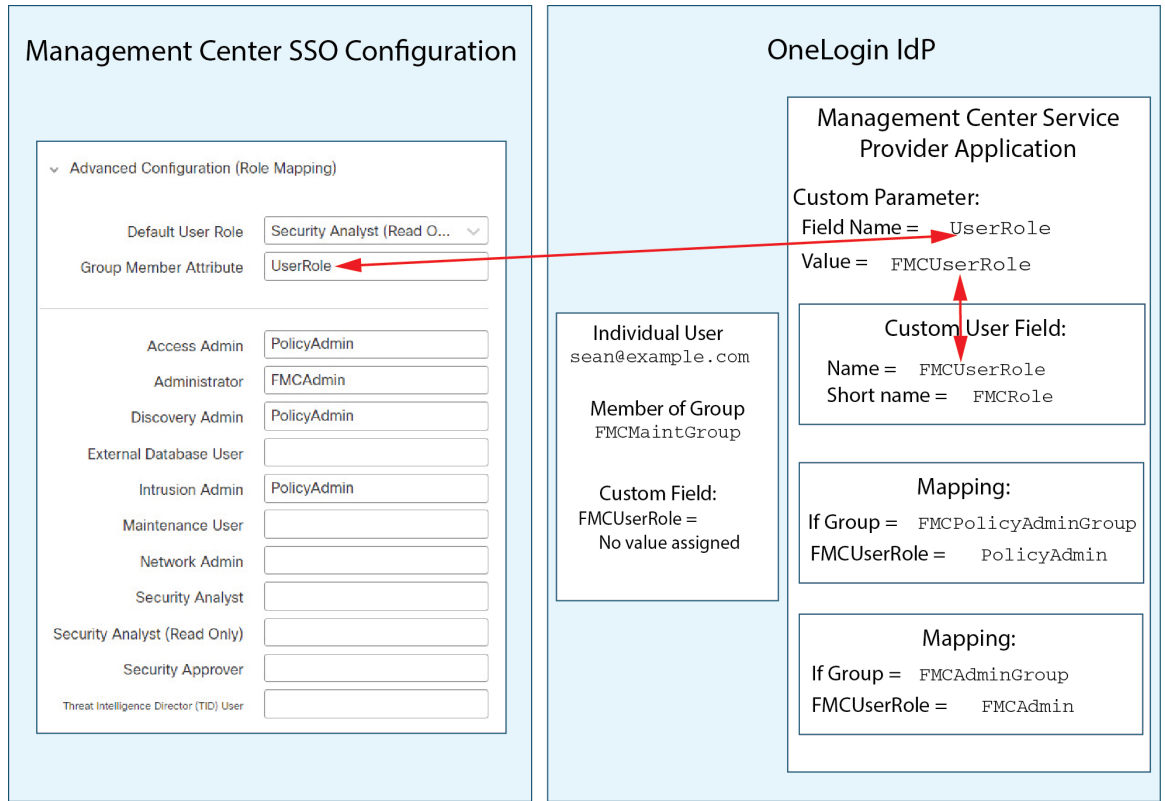 Management Center SSO Configuration
Advanced Configuration (Role Mapping)
Default User Role Security Analyst (Read O...
Group Member Attribute UserRole
Access Admin PolicyAdmin
Administrator FMCAdmin
Discovery Admin PolicyAdmin
External Database User
Intrusion Admin PolicyAdmin
Maintenance User
Network Admin
Security Analyst
Security Analyst (Read Only)
Security Approver
Threat Intelligence Director (TID) User
OneLogin IdP
Individual User
sean@example.com
Member of Group
FMCMaintGroup
Custom Field:
FMCUserRole =
No value assigned
Management Center Service
Provider Application
Custom Parameter:
Field Name = UserRole
Value = FMCUserRole
Custom User Field:
Name = FMCUserRole
Short name = FMCRole
Mapping:
If Group = FMCPolicyAdminGroup
FMCUserRole = PolicyAdmin
Mapping:
If Group = FMCAdminGroup
FMCUserRole = FMCAdmin